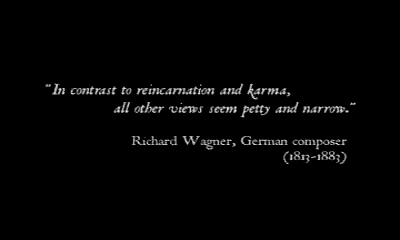 "In contrast to reincarnation and karma,
all other views seem petty and narrow."
Richard Wagner, German composer
(1813-1883)